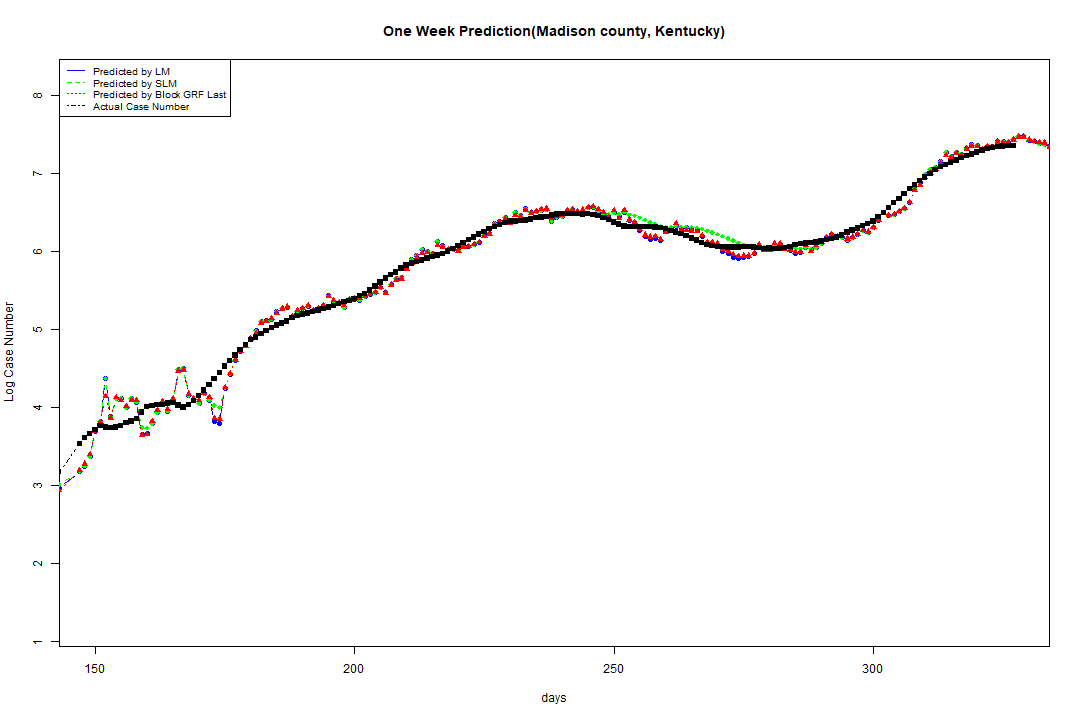 One Week Prediction(Madison county, Kentucky)
Predicted by LM
Predicted by SLM
Predicted by Block GRF Last
Actual Case Number
8
7
6
5
4
3
2
1
Log Case Number
150 200 250 300
days